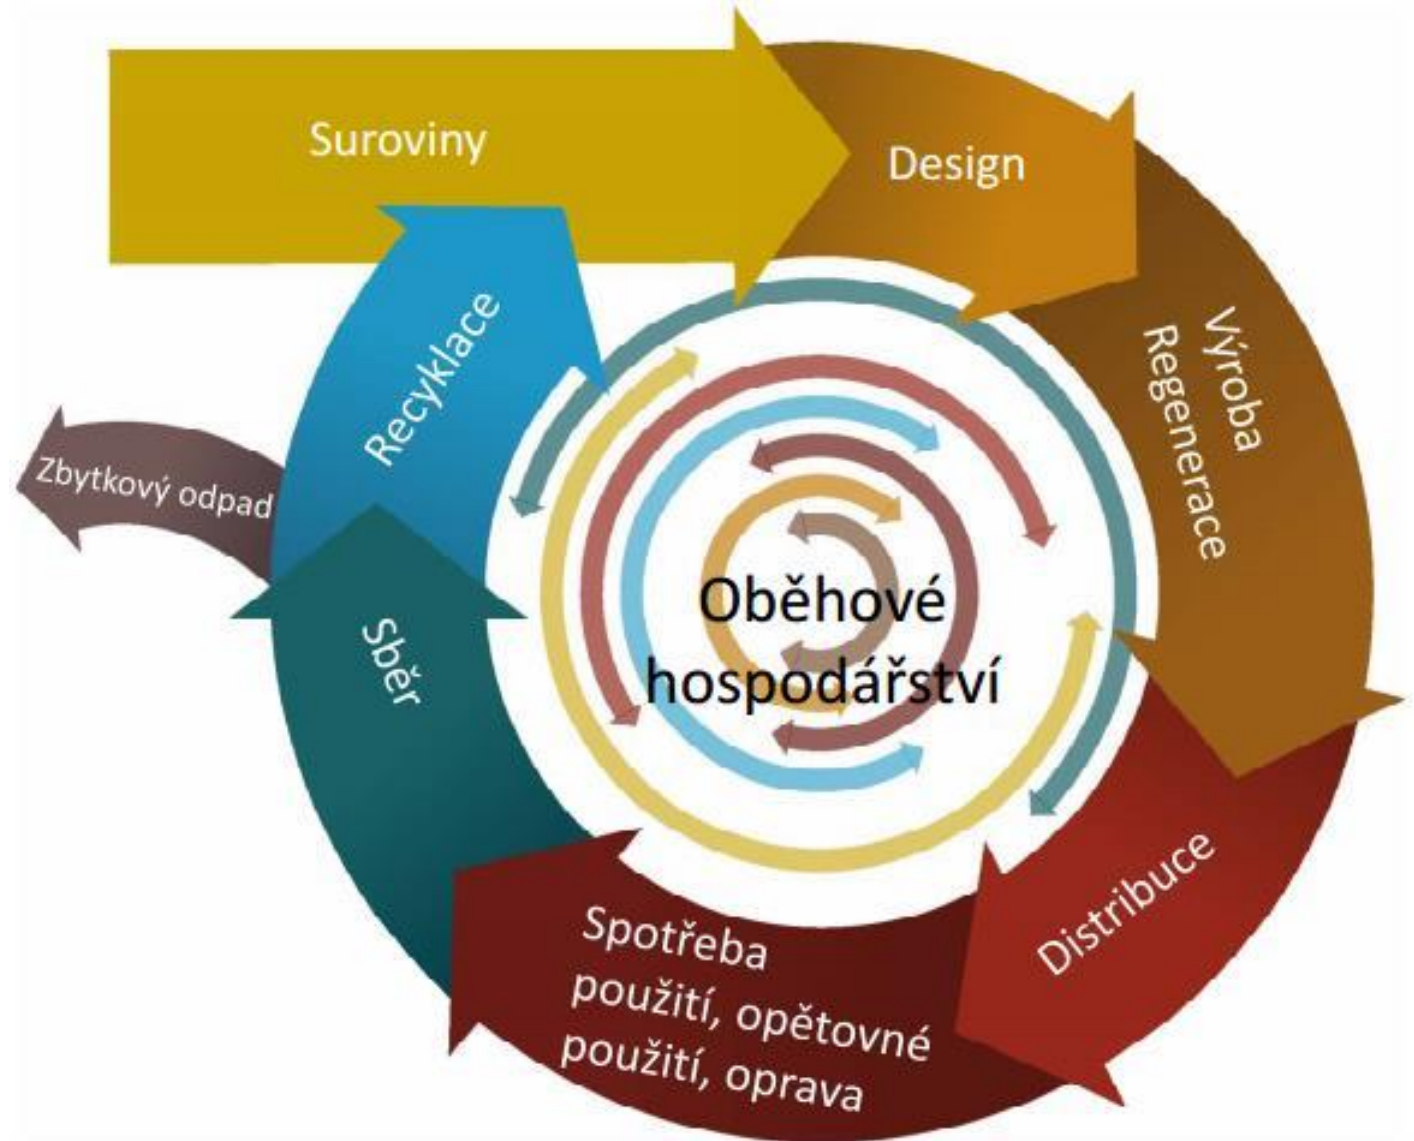 Suroviny
Design
Výroba
Regenerace
Distribuce
Spotřeba
použití, opětovné
použití, oprava
Sběr
Recyklace
Zbytkový odpad
Oběhové
hospodářství